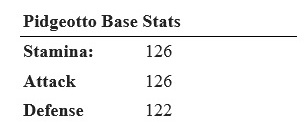 Pidgeotto Base Stats
Stamina: 126
Attack 126
Defense 122